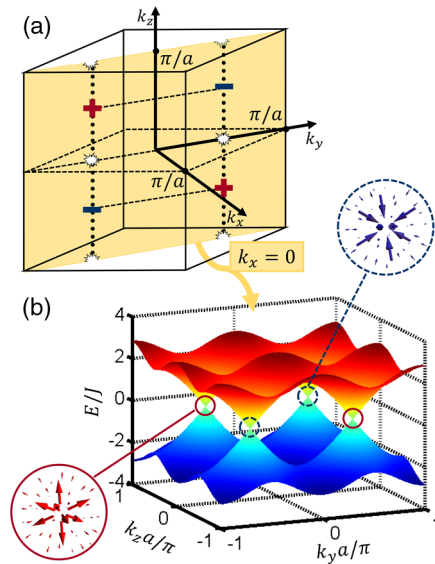 (a)
k_z
π/a
π/a
k_y
π/a
k_x
k_x = 0
(b)
4
2
0
-2
-4
E/J
1
0
-1
k_z a/π
-1
0
1
k_y a/π